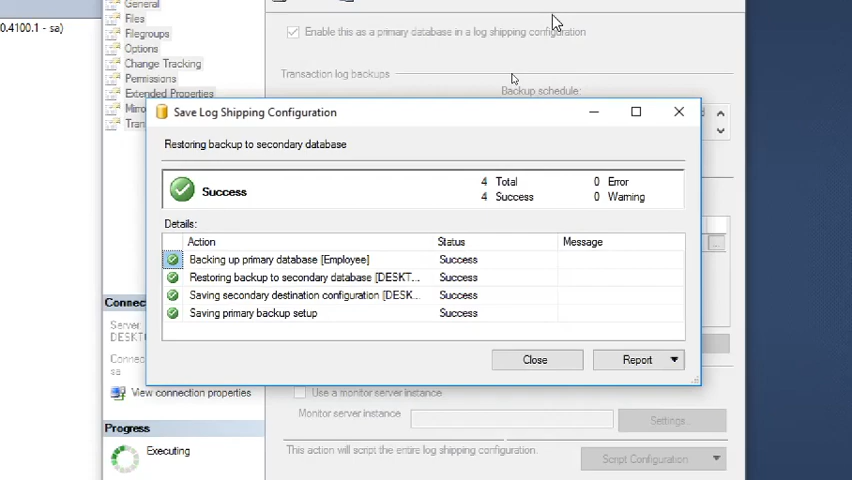 General
Files
0.4100.1 - sa)
Enable this as a primary database in a log shipping configuration
Filegroups
Options
Change Tracking
Transaction log backups
Permissions
Extended Properties
Backup schedule:
Save Log Shipping Configuration
Restoring backup to secondary database
Success
4 Total 0 Error
4 Success 0 Warning
Details:
Action Status Message
Backing up primary database [Employee] Success
Restoring backup to secondary database [DESKT... Success
Saving secondary destination configuration [DESK... Success
Saving primary backup setup Success
Close
Report
Server
View connection properties
sa
Use a monitor server instance
Monitor server instance
Settings...
Progress
Executing
This action will script the entire log shipping configuration.
Script Configuration